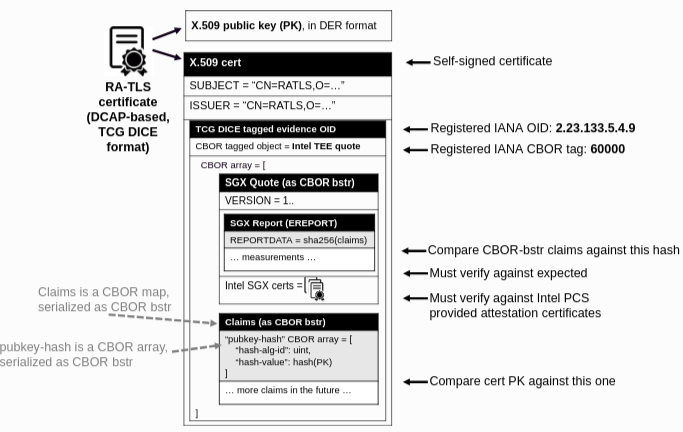 X.509 public key (PK), in DER format
RA-TLS
certificate
(DCAP-based,
TCG DICE
format)
X.509 cert
Self-signed certificate
SUBJECT = “CN=RATLS,O=…”
ISSUER = “CN=RATLS,O=…”
TCG DICE tagged evidence OID
Registered IANA OID: 2.23.133.5.4.9
CBOR tagged object = Intel TEE quote
Registered IANA CBOR tag: 60000
CBOR array = [
SGX Quote (as CBOR bstr)
VERSION = 1..
SGX Report (EREPORT)
REPORTDATA = sha256(claims)
Compare CBOR-bstr claims against this hash
… measurements …
Must verify against expected
Intel SGX certs =
Must verify against Intel PCS
provided attestation certificates
Claims is a CBOR map,
serialized as CBOR bstr
Claims (as CBOR bstr)
pubkey-hash is a CBOR array,
serialized as CBOR bstr
“pubkey-hash” CBOR array = [
“hash-alg-id”: uint,
“hash-value”: hash(PK)
]
Compare cert PK against this one
… more claims in the future …
]